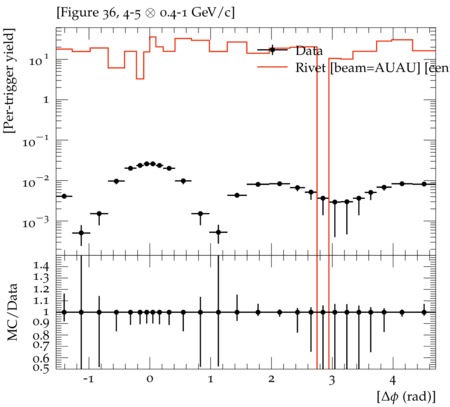 [Figure 36, 4-5 ⊗ 0.4-1 GeV/c]
[Per-trigger yield]
10¹
1
10⁻¹
10⁻²
10⁻³
Data
Rivet [beam=AUAU] [cen
MC/Data
1.4
1.3
1.2
1.1
1
0.9
0.8
0.7
0.6
0.5
-1 0 1 2 3 4
[Δϕ (rad)]